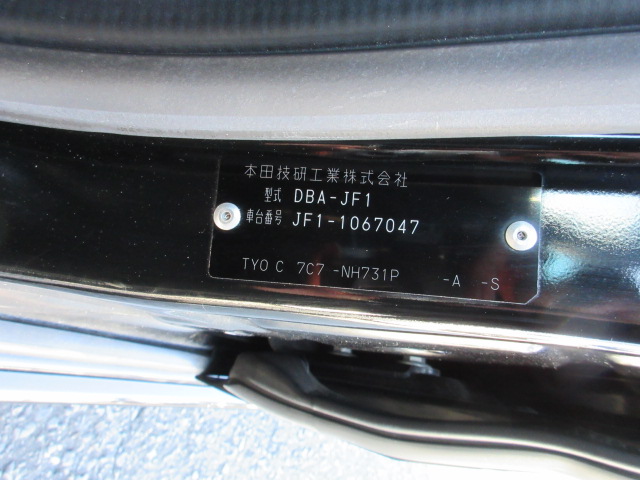 本田技研工業株式会社
型式 DBA-JF1
車台番号 JF1-1067047
TYO C 7C7 -NH731P -A -S